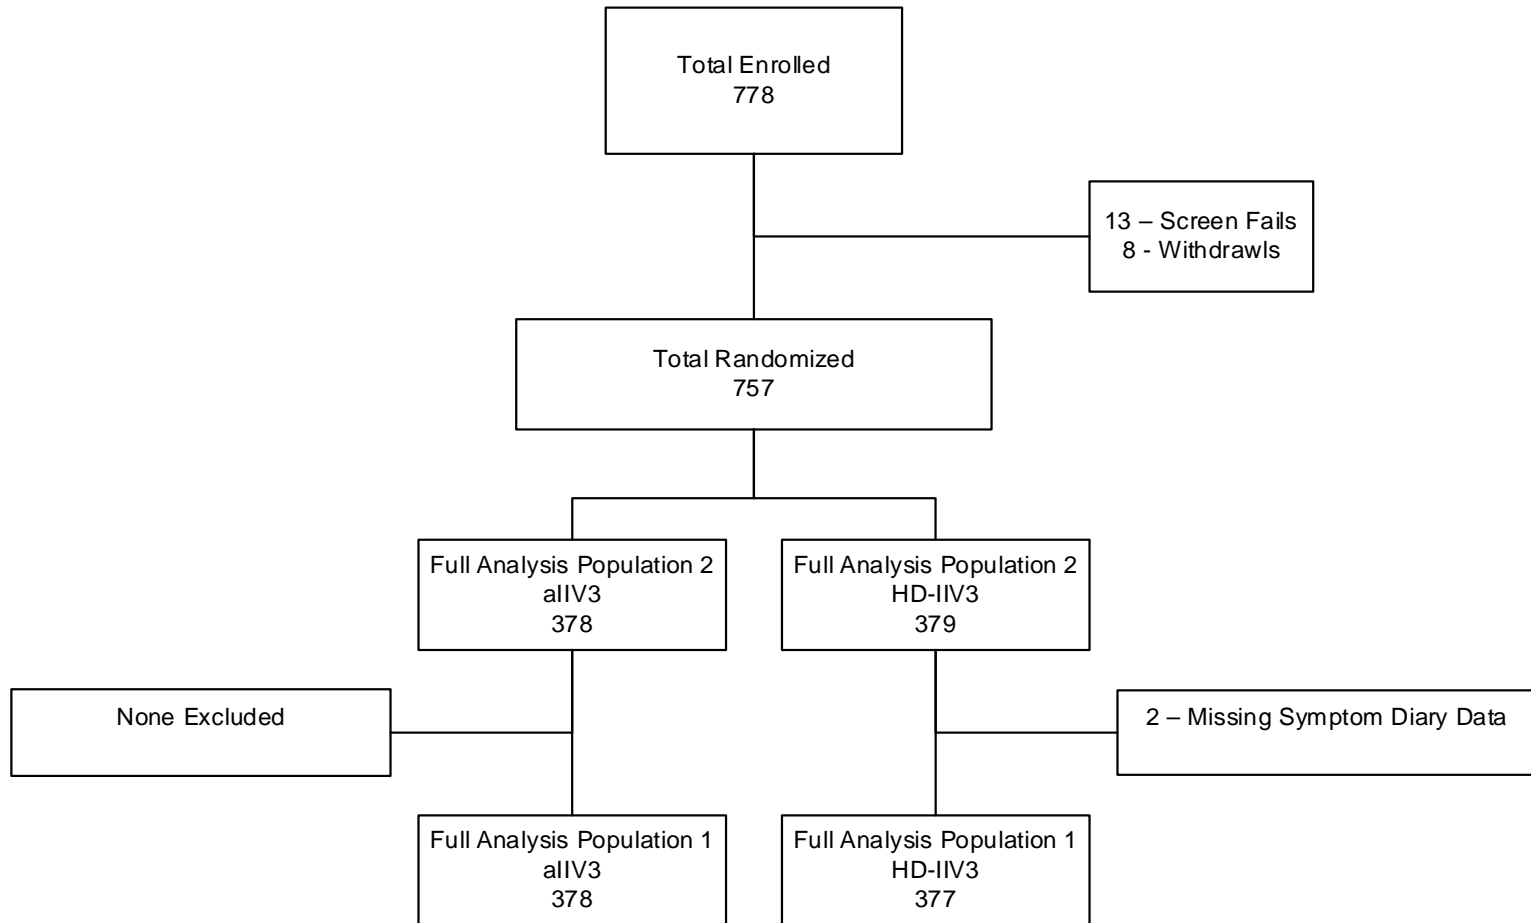 Total Enrolled
778
13 – Screen Fails
8 - Withdrawls
Total Randomized
757
Full Analysis Population 2
aIIV3
378
Full Analysis Population 2
HD-IIV3
379
None Excluded
2 – Missing Symptom Diary Data
Full Analysis Population 1
aIIV3
378
Full Analysis Population 1
HD-IIV3
377